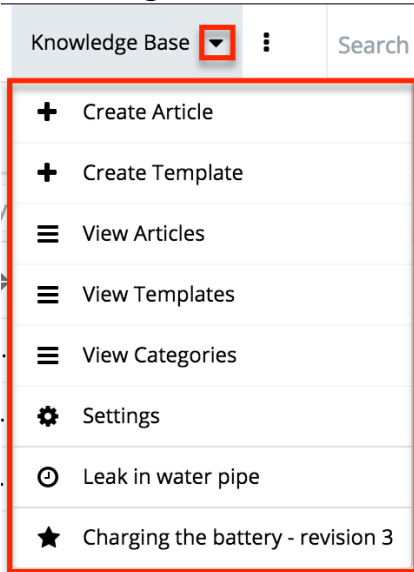 Knowledge Base
Search
Create Article
Create Template
View Articles
View Templates
View Categories
Settings
Leak in water pipe
Charging the battery - revision 3